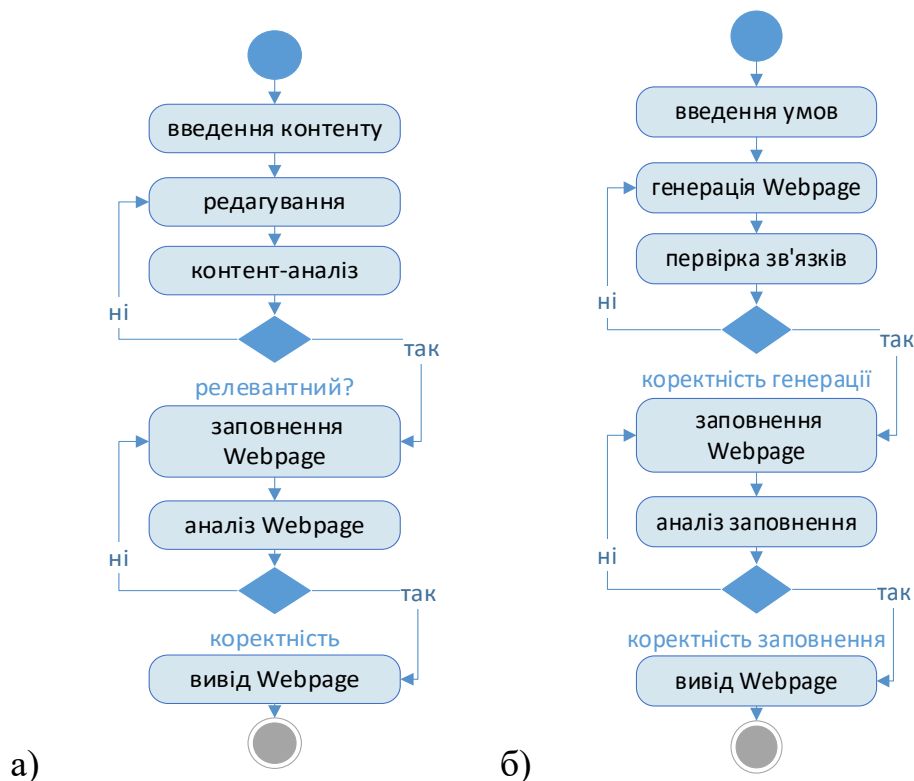 введення контенту
редагування
контент-аналіз
ні
так
релевантний?
заповнення
Webpage
аналіз Webpage
ні
так
коректність
вивід Webpage
а)
введення умов
генерація Webpage
первірка зв'язків
ні
так
коректність генерації
заповнення
Webpage
аналіз заповнення
ні
так
коректність заповнення
вивід Webpage
б)